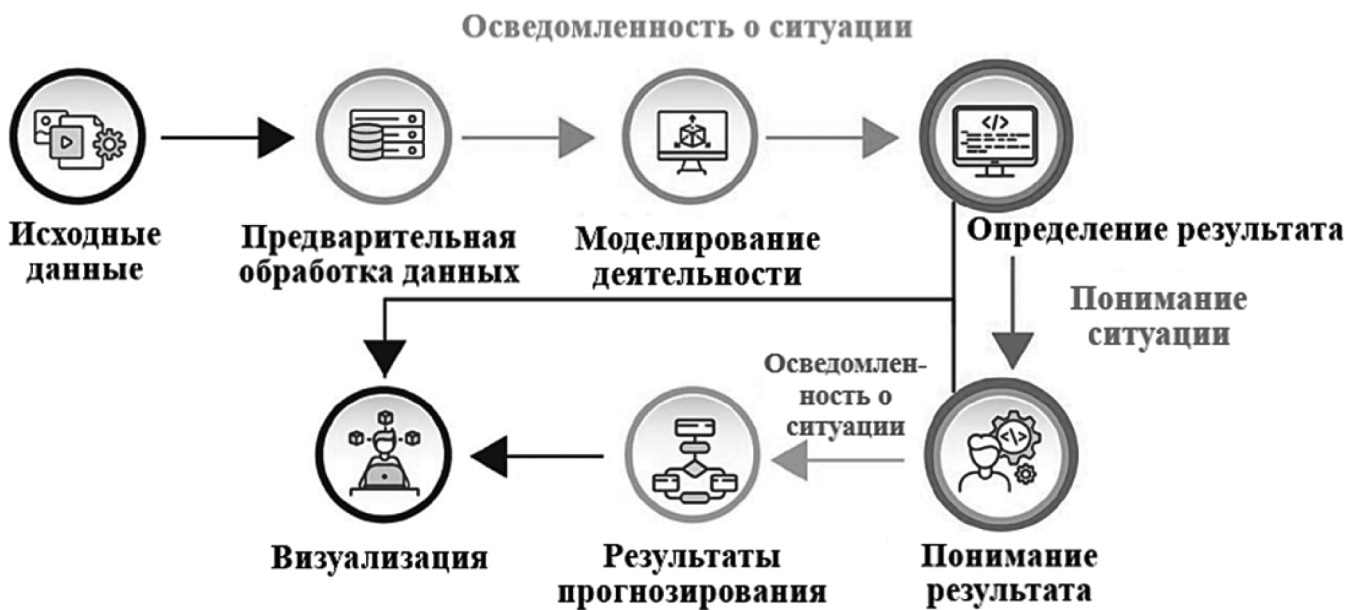 Осведомленность о ситуации
</>
Исходные
данные
Предварительная
обработка данных
Моделирование
деятельности
Определение результата
Понимание
ситуации
Осведомлен-
ность о
ситуации
</>
Визуализация
Результаты
прогнозирования
Понимание
результата